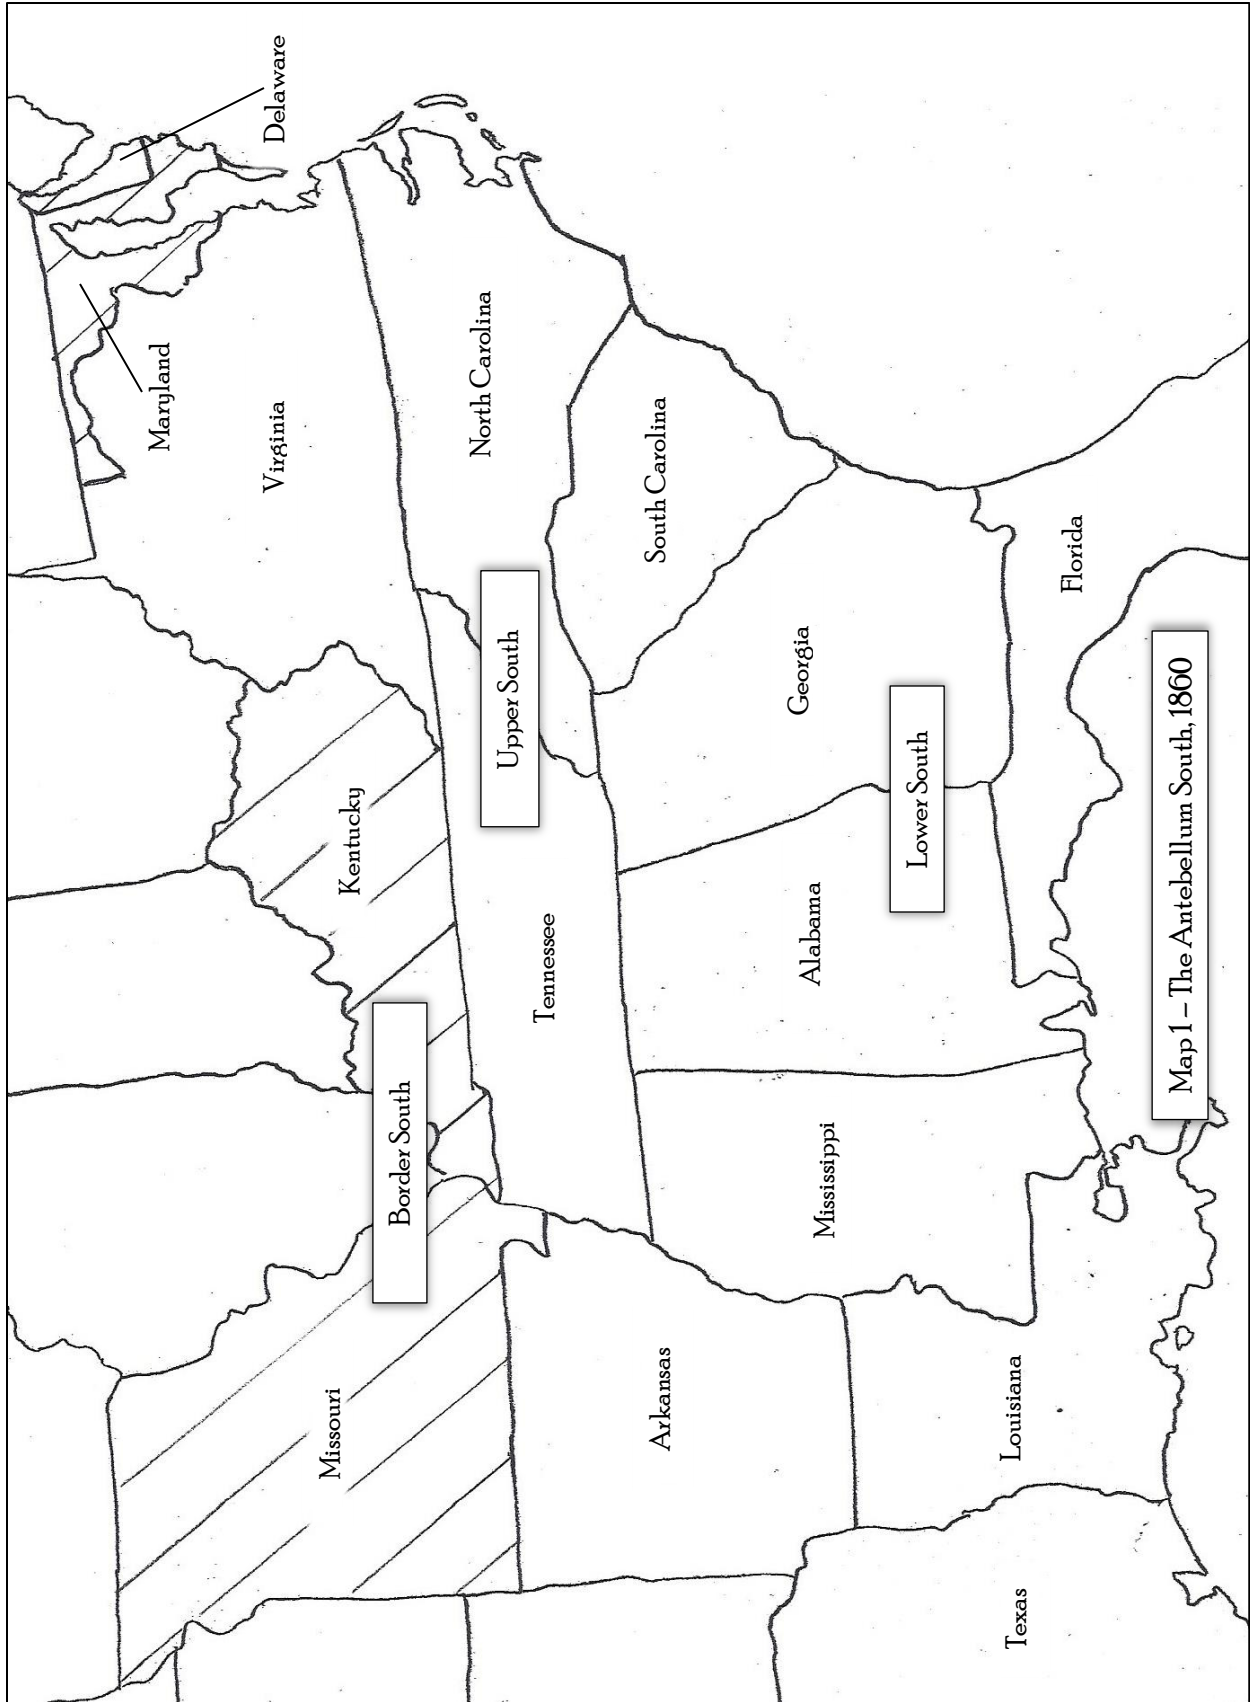 Delaware
Maryland
Virginia
Kentucky
Border South
Missouri
North Carolina
Upper South
Tennessee
Arkansas
South Carolina
Georgia
Lower South
Alabama
Mississippi
Louisiana
Texas
Florida
Map 1 – The Antebellum South, 1860